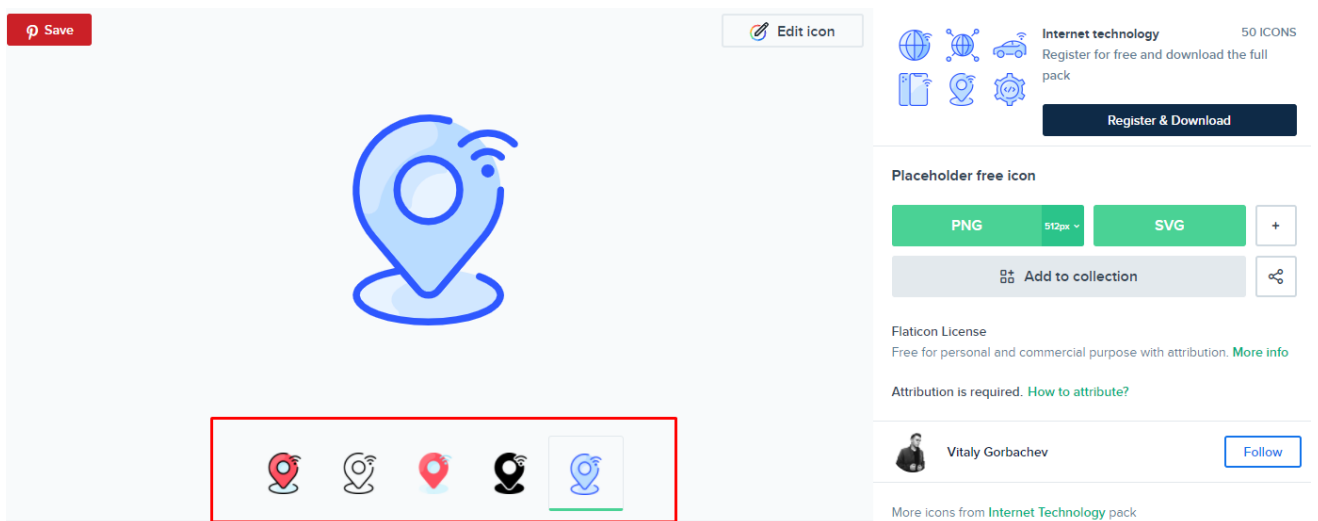 Save
Edit icon
Internet technology
50 ICONS
Register for free and download the full
pack
Register & Download
Placeholder free icon
PNG
512px
SVG
+
Add to collection
Flaticon License
Free for personal and commercial purpose with attribution. More info
Attribution is required. How to attribute?
Vitaly Gorbachev
Follow
More icons from Internet Technology pack